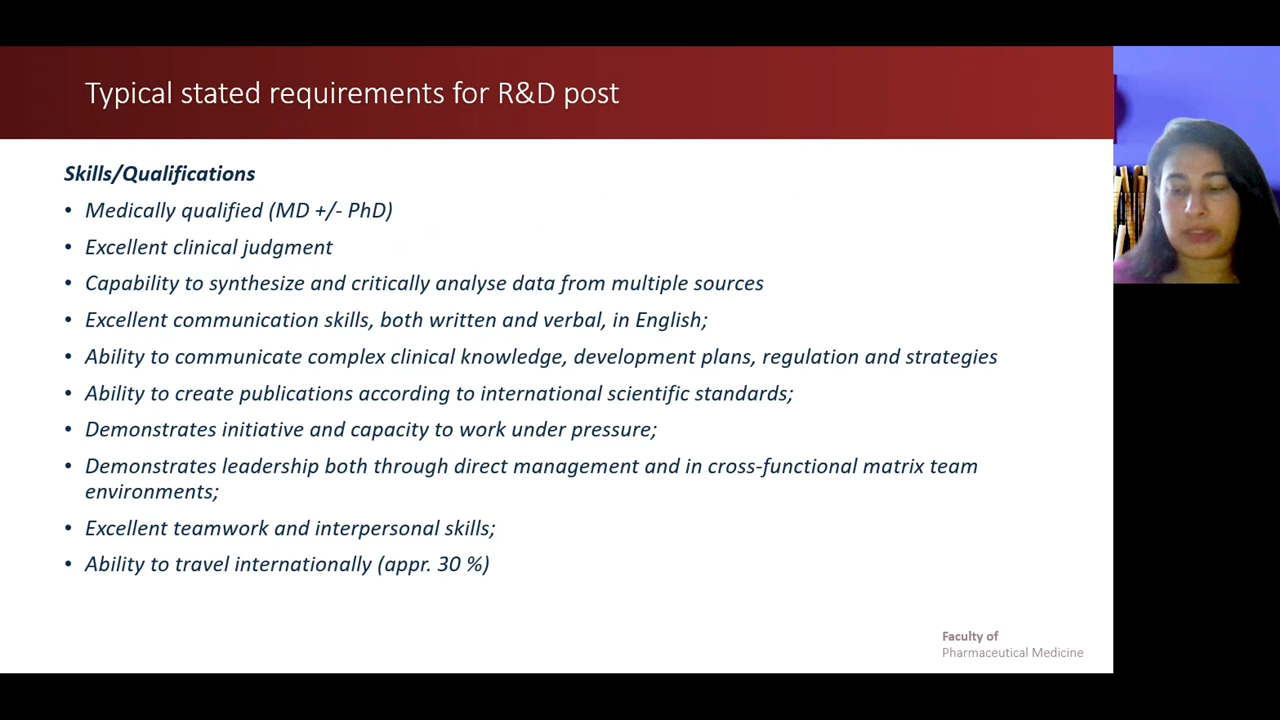 Typical stated requirements for R&D post
Skills/Qualifications
• Medically qualified (MD +/- PhD)
• Excellent clinical judgment
• Capability to synthesize and critically analyse data from multiple sources
• Excellent communication skills, both written and verbal, in English;
• Ability to communicate complex clinical knowledge, development plans, regulation and strategies
• Ability to create publications according to international scientific standards;
• Demonstrates initiative and capacity to work under pressure;
• Demonstrates leadership both through direct management and in cross-functional matrix team
environments;
• Excellent teamwork and interpersonal skills;
• Ability to travel internationally (appr. 30 %)
Faculty of
Pharmaceutical Medicine